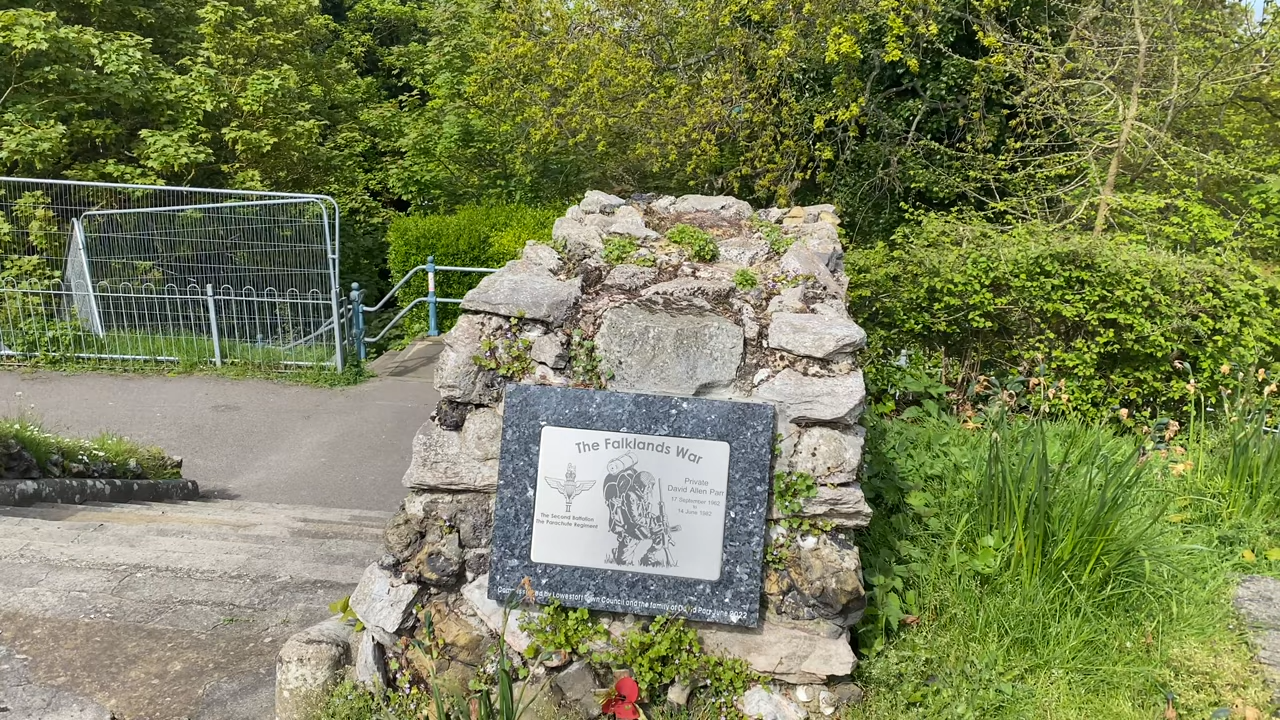 The Falklands War
The Second Battalion
The Parachute Regiment
Private
David Allen Parr
17 September 1962
to
14 June 1982
by Lowestoft Town Council and the family of David Parr June 2022